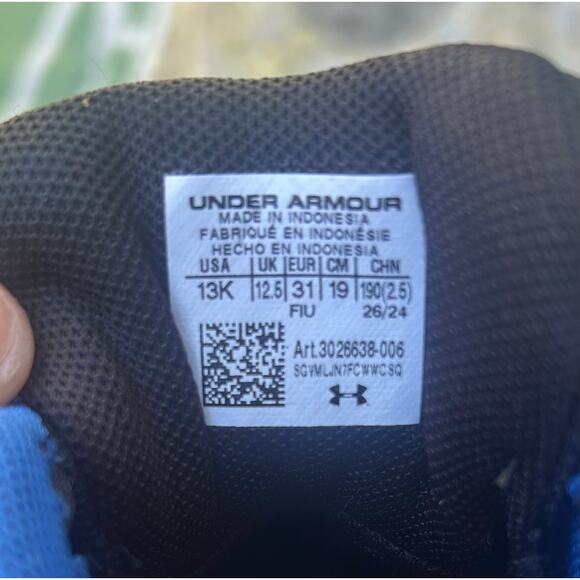 UNDER ARMOUR
MADE IN INDONESIA
FABRIQUÉ EN INDONÉSIE
HECHO EN INDONESIA
USA UK EUR CM CHN
13K 12.5 31 19 190(2.5)
FIU 26/24
Art.3026638-006
SGVMLJN7FCWWCSQ